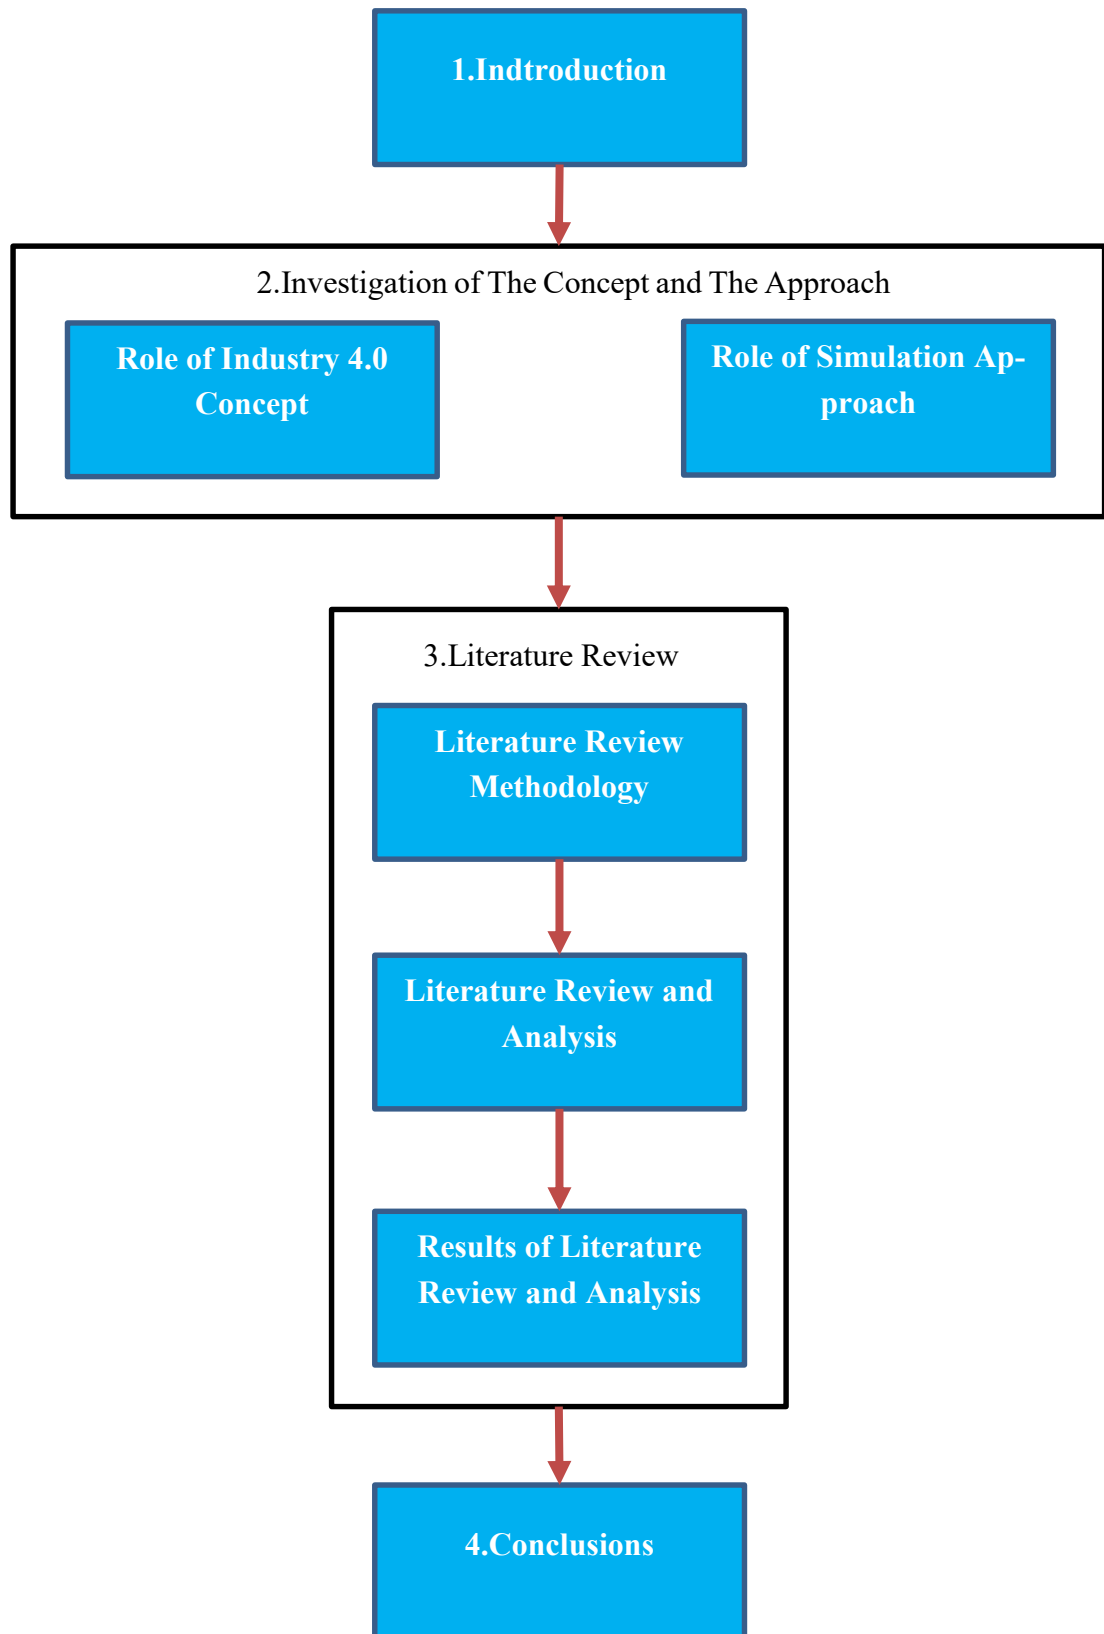 1.Indtroduction
2.Investigation of The Concept and The Approach
Role of Industry 4.0
Concept
Role of Simulation Ap-
proach
3.Literature Review
Literature Review
Methodology
Literature Review and
Analysis
Results of Literature
Review and Analysis
4.Conclusions